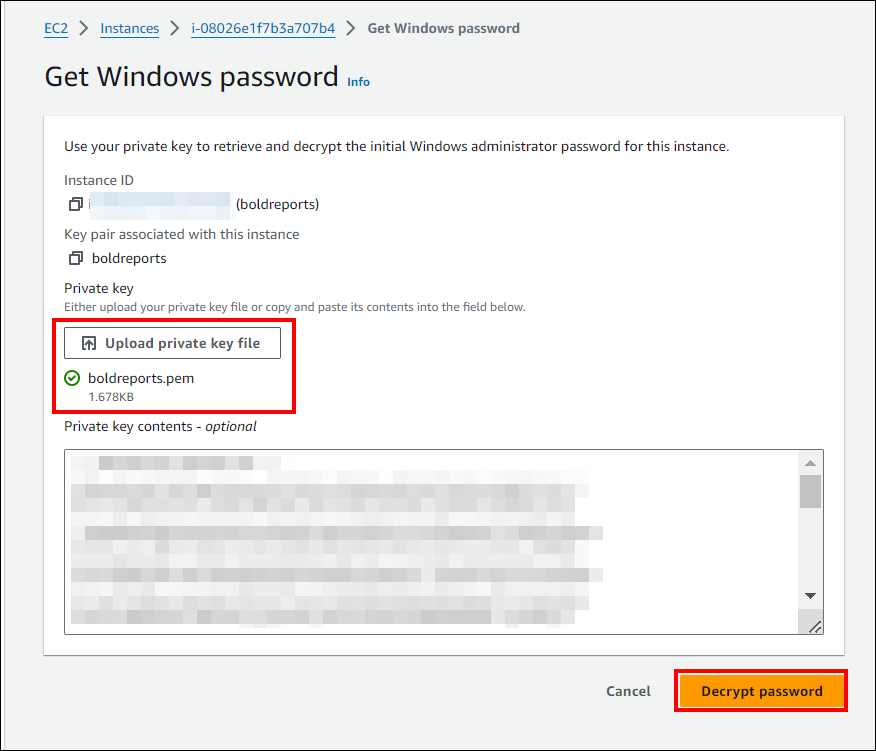 EC2 > Instances > i-08026e1f7b3a707b4 > Get Windows password
Get Windows password Info
Use your private key to retrieve and decrypt the initial Windows administrator password for this instance.
Instance ID
(boldreports)
Key pair associated with this instance
boldreports
Private key
Either upload your private key file or copy and paste its contents into the field below.
Upload private key file
boldreports.pem
1.678KB
Private key contents - optional
Cancel Decrypt password